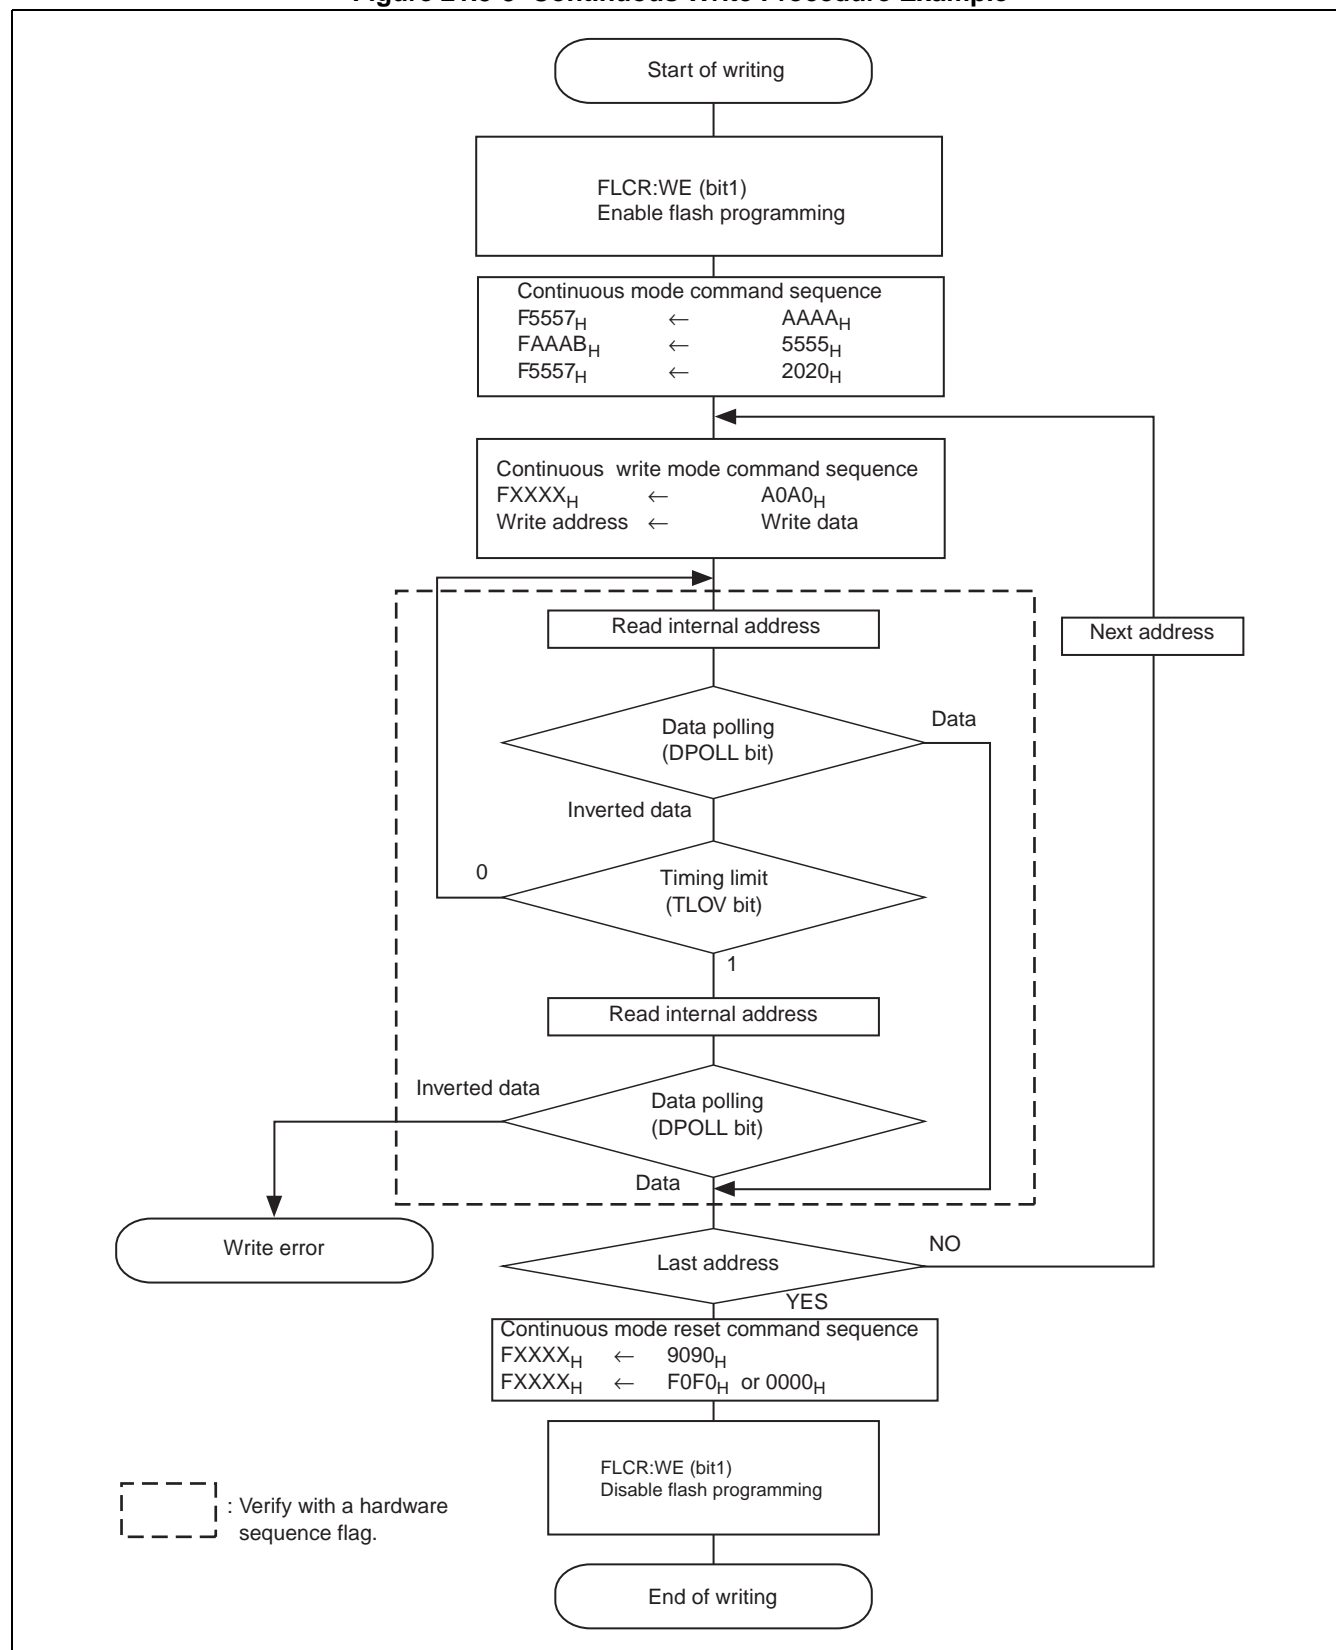 Start of writing
FLCR:WE (bit1)
Enable flash programming
Continuous mode command sequence
F5557H ← AAAAH
FAAABH ← 5555H
F5557H ← 2020H
Continuous write mode command sequence
FXXXXH ← A0A0H
Write address ← Write data
Read internal address
Next address
Data polling
(DPOLL bit)
Data
Inverted data
Timing limit
(TLOV bit)
0
1
Read internal address
Inverted data
Data polling
(DPOLL bit)
Data
Write error
Last address
NO
YES
Continuous mode reset command sequence
FXXXXH ← 9090H
FXXXXH ← F0F0H or 0000H
FLCR:WE (bit1)
Disable flash programming
: Verify with a hardware
sequence flag.
End of writing